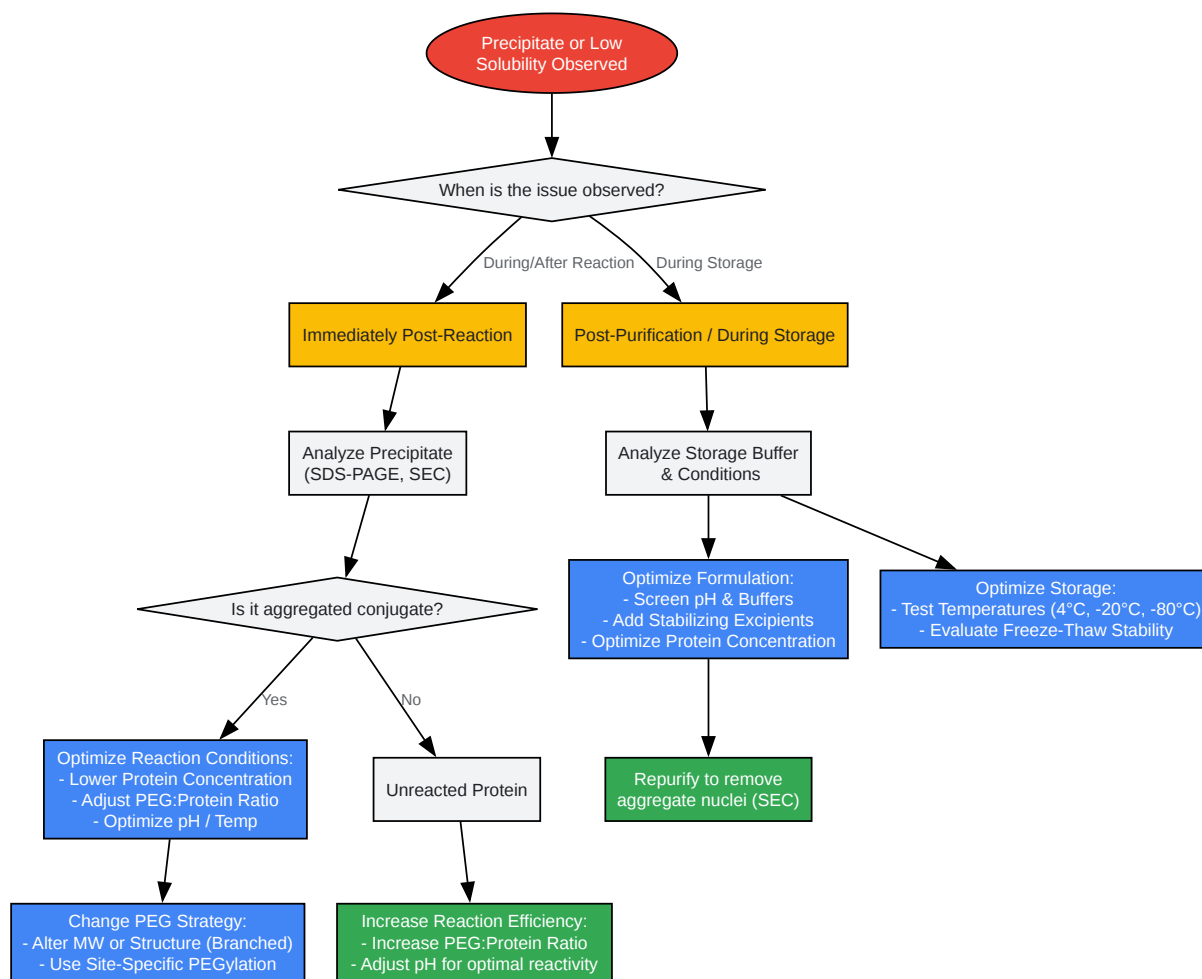 Precipitate or Low
Solubility Observed
When is the issue observed?
During/After Reaction
During Storage
Immediately Post-Reaction
Post-Purification / During Storage
Analyze Precipitate
(SDS-PAGE, SEC)
Analyze Storage Buffer
& Conditions
Is it aggregated conjugate?
Optimize Formulation:
- Screen pH & Buffers
- Add Stabilizing Excipients
- Optimize Protein Concentration
Optimize Storage:
- Test Temperatures (4°C, -20°C, -80°C)
- Evaluate Freeze-Thaw Stability
Yes
No
Optimize Reaction Conditions:
- Lower Protein Concentration
- Adjust PEG:Protein Ratio
- Optimize pH / Temp
Unreacted Protein
Repurify to remove
aggregate nuclei (SEC)
Change PEG Strategy:
- Alter MW or Structure (Branched)
- Use Site-Specific PEGylation
Increase Reaction Efficiency:
- Increase PEG:Protein Ratio
- Adjust pH for optimal reactivity